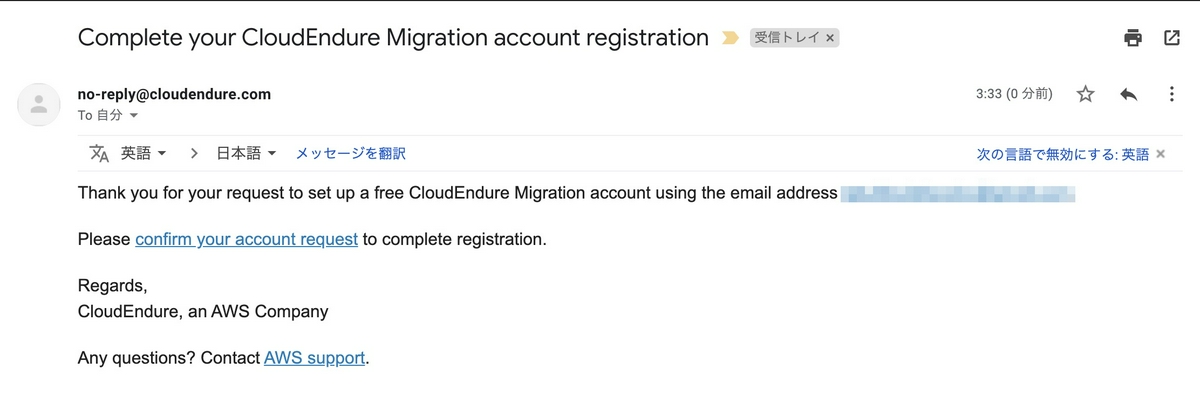 Complete your CloudEndure Migration account registration 受信トレイ ×
no-reply@cloudendure.com 3:33 (0 分前)
To 自分
英語 > 日本語 メッセージを翻訳 次の言語で無効にする: 英語 ×
Thank you for your request to set up a free CloudEndure Migration account using the email address
Please confirm your account request to complete registration.
Regards,
CloudEndure, an AWS Company
Any questions? Contact AWS support.